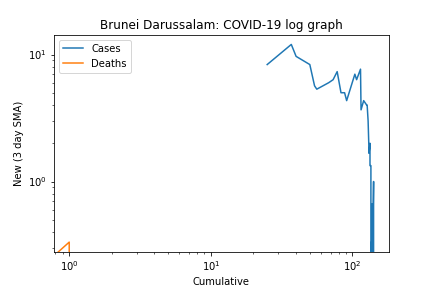 Brunei Darussalam: COVID-19 log graph
Cases
Deaths
New (3 day SMA)
10¹
10⁰
10⁰
10¹
10²
Cumulative